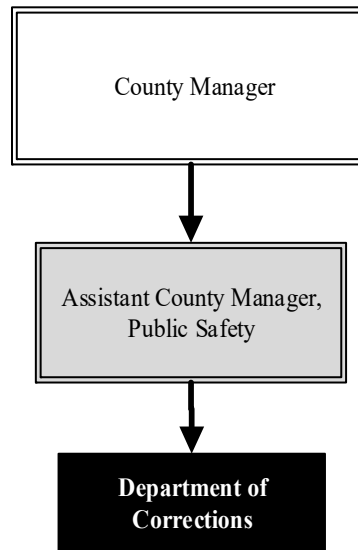 County Manager
Assistant County Manager,
Public Safety
Department of
Corrections